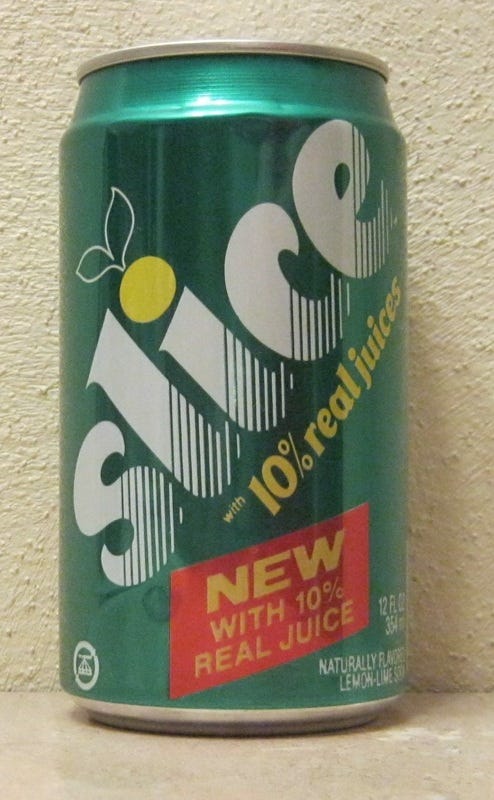 slice
with 10% real juices
NEW
WITH 10%
REAL JUICE
12 FL OZ
354 ml
NATURALLY FLAVORED
LEMON-LIME SODA